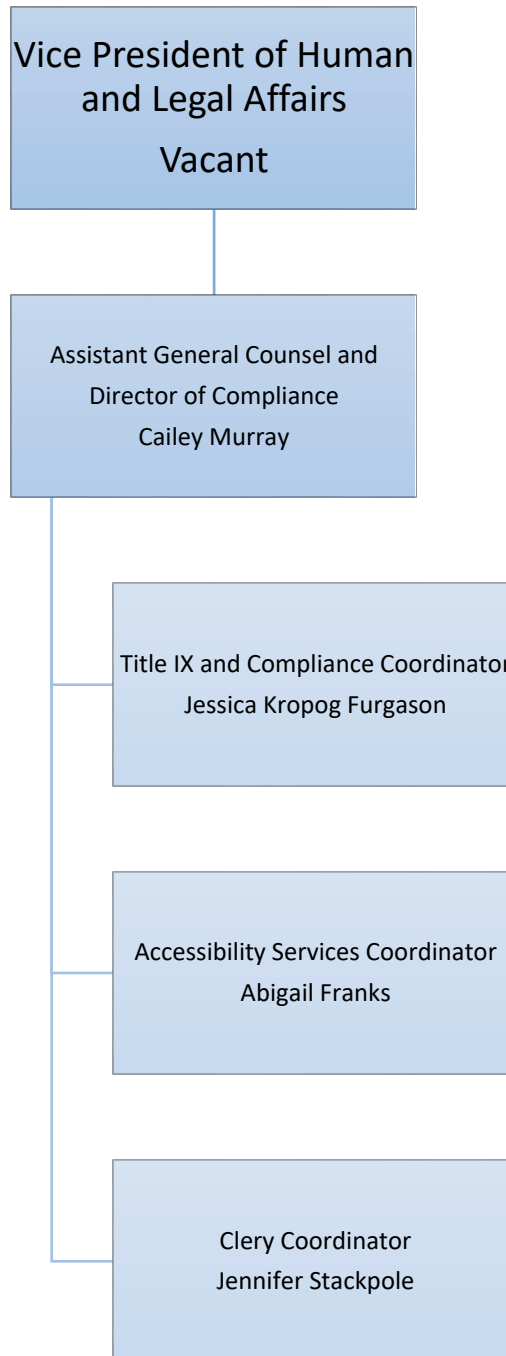 Vice President of Human
and Legal Affairs
Vacant
Assistant General Counsel and
Director of Compliance
Cailey Murray
Title IX and Compliance Coordinator
Jessica Kropog Furgason
Accessibility Services Coordinator
Abigail Franks
Clery Coordinator
Jennifer Stackpole